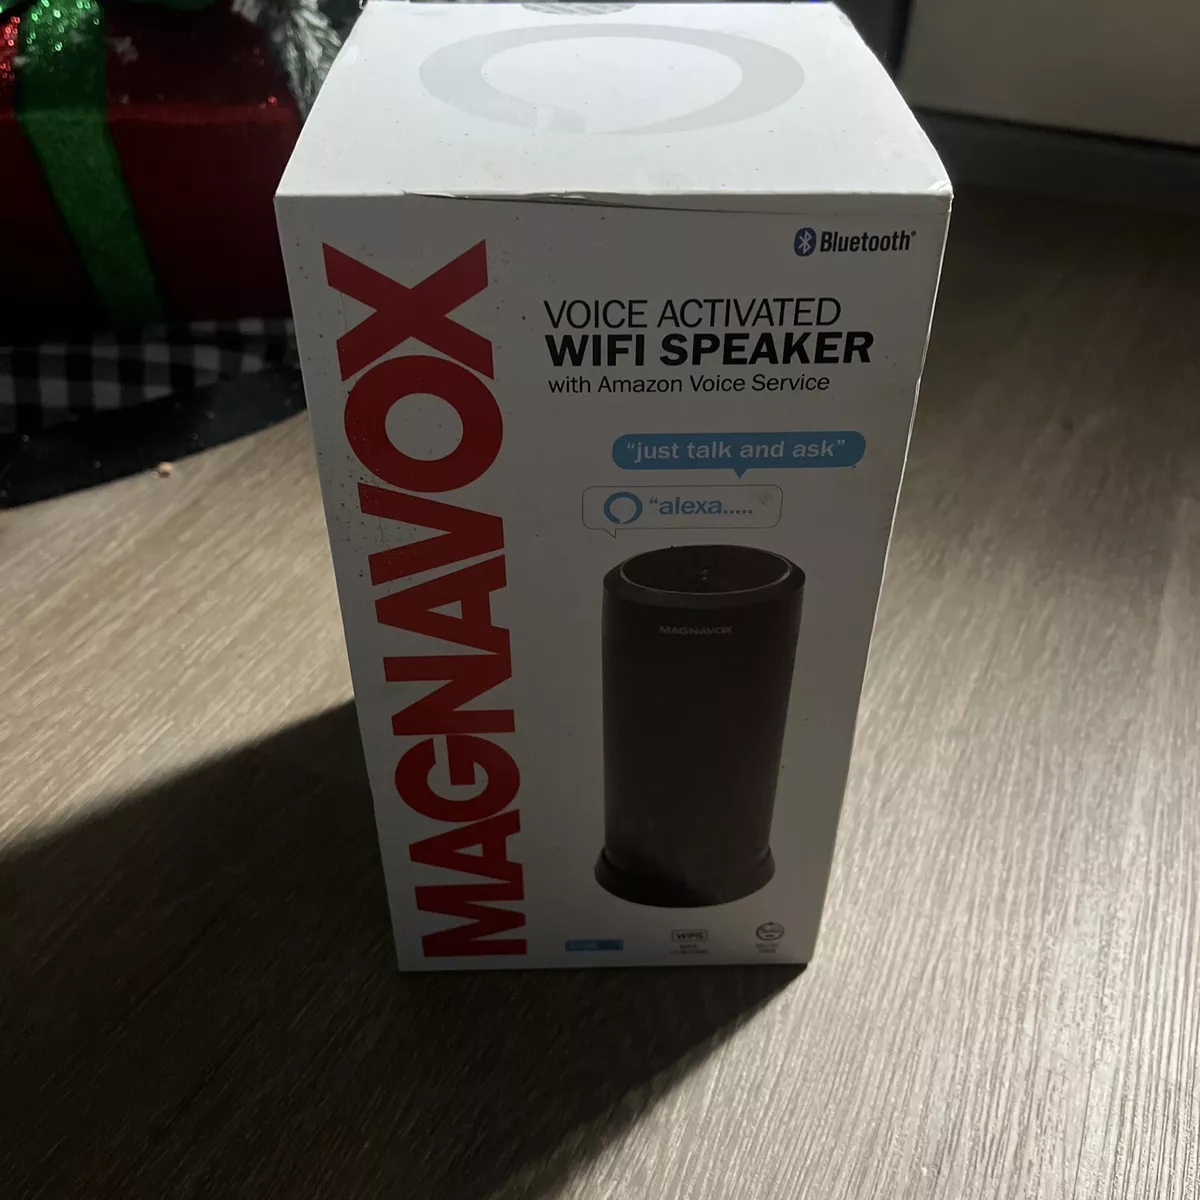 MAGNAVOX
Bluetooth®
VOICE ACTIVATED
WIFI SPEAKER
with Amazon Voice Service
“just talk and ask”
“alexa.....”
MAGNAVOX
WPS